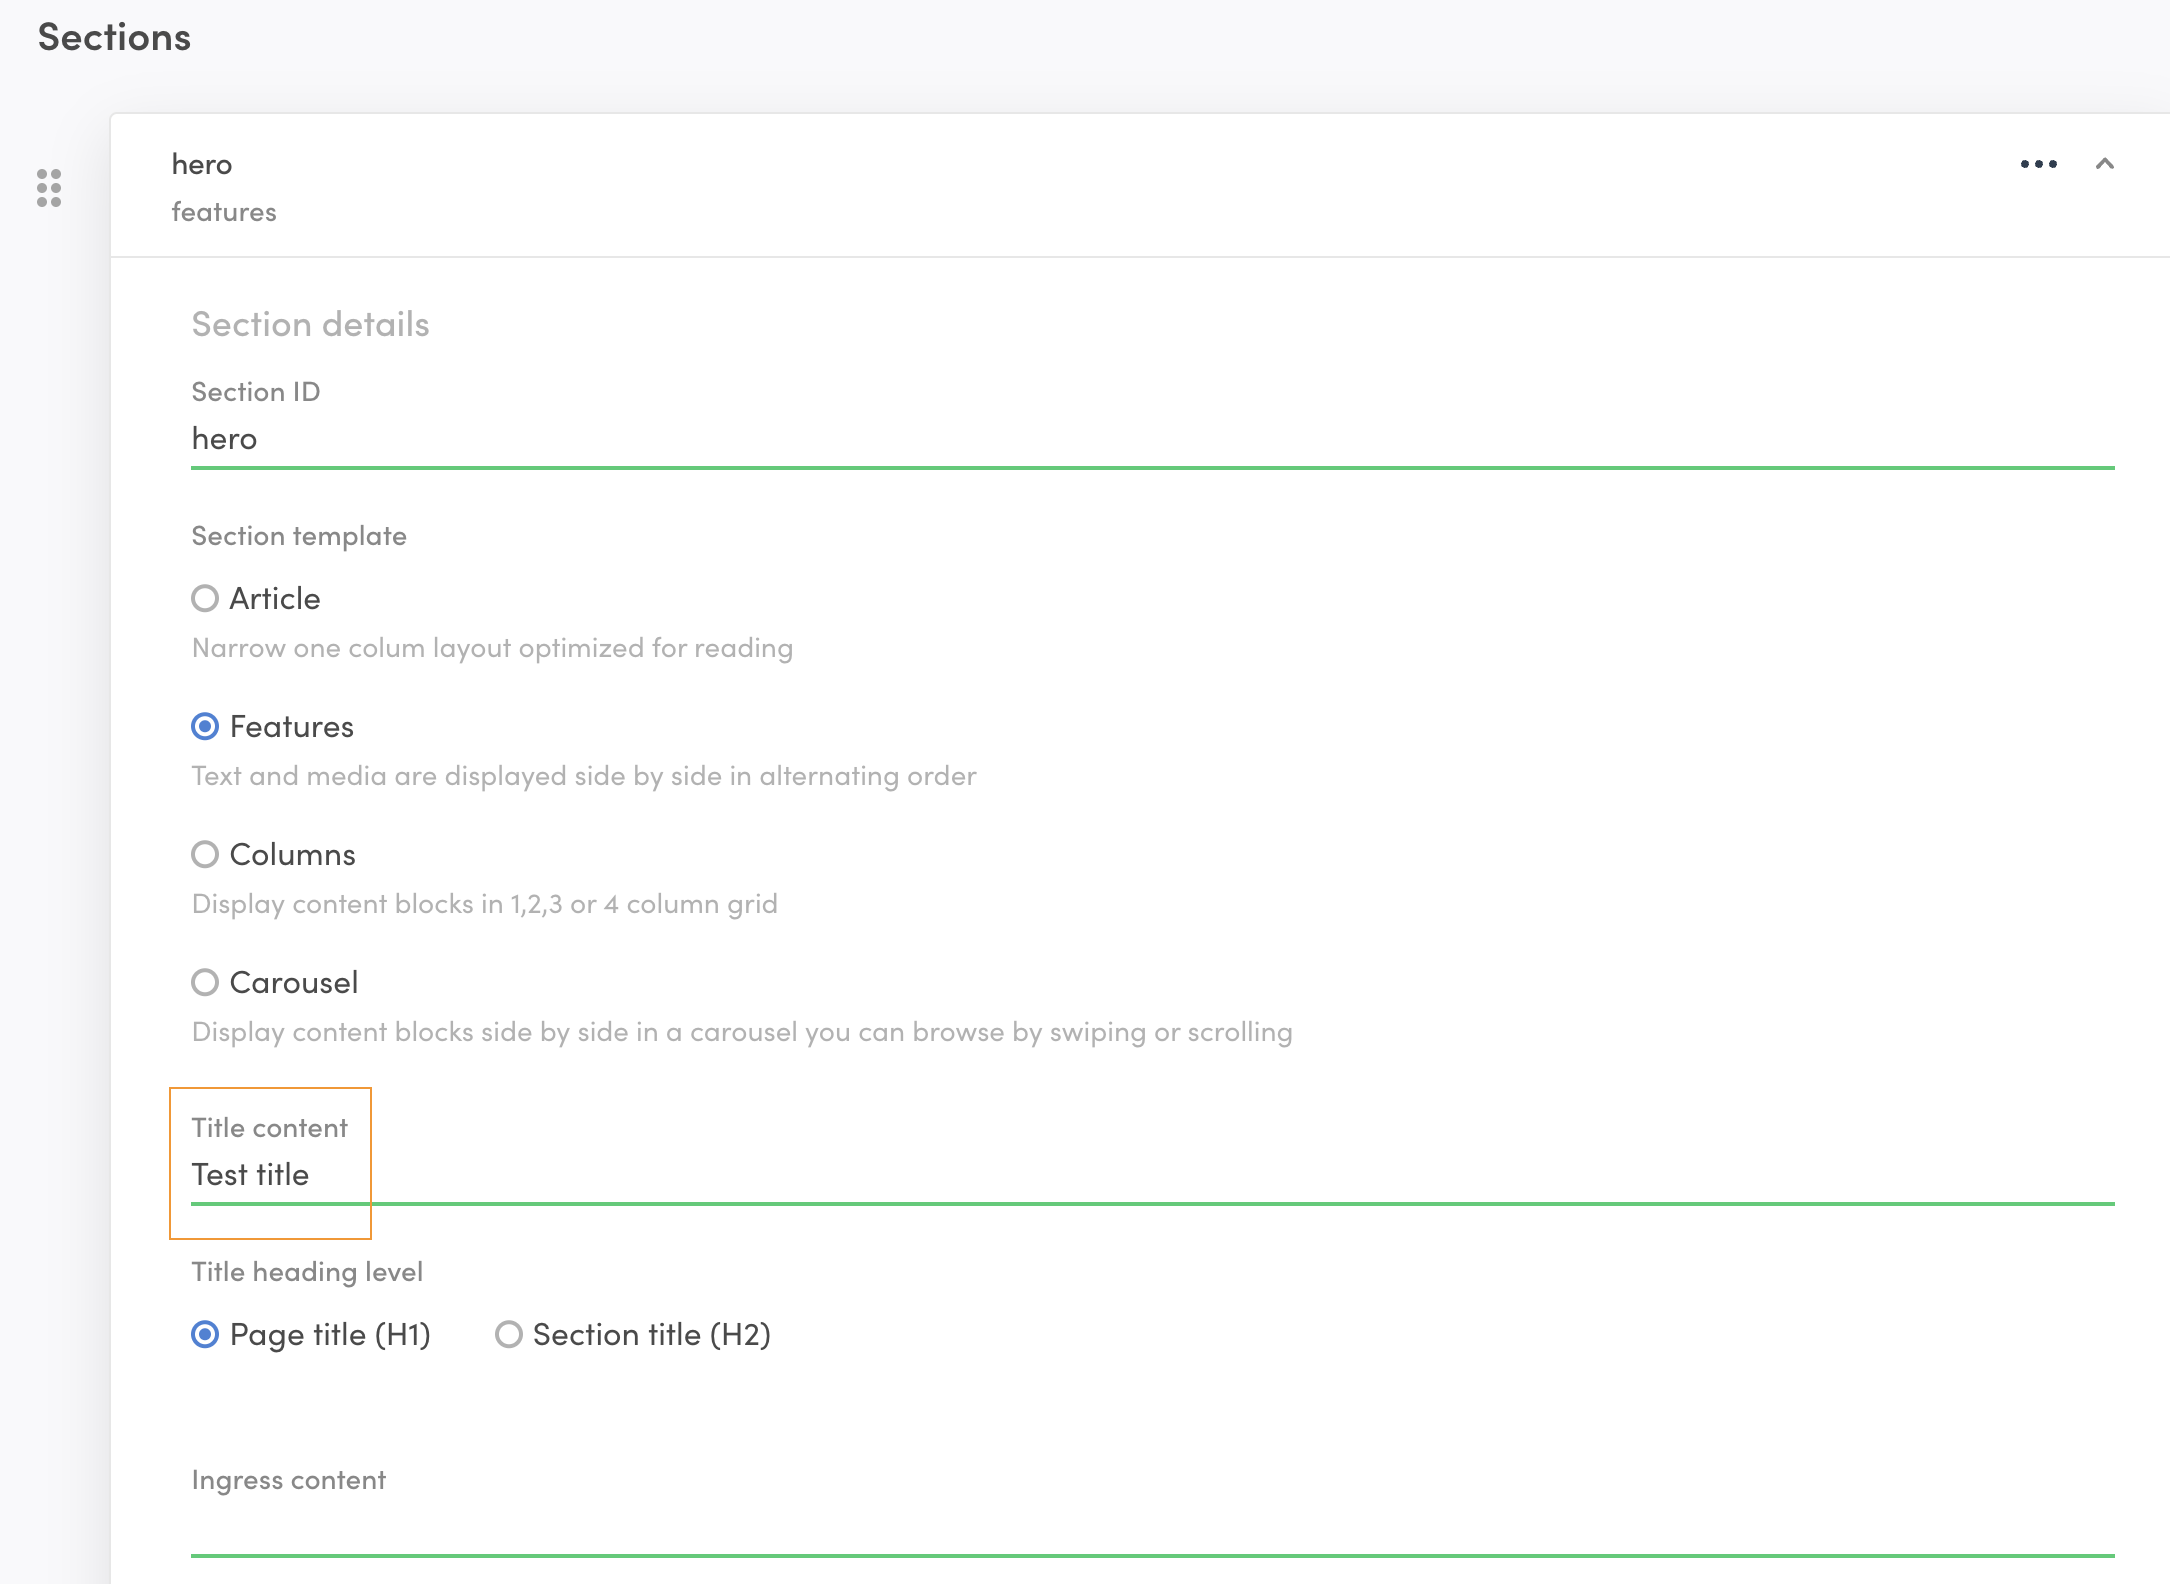 Sections
hero
features
Section details
Section ID
hero
Section template
Article
Narrow one colum layout optimized for reading
Features
Text and media are displayed side by side in alternating order
Columns
Display content blocks in 1,2,3 or 4 column grid
Carousel
Display content blocks side by side in a carousel you can browse by swiping or scrolling
Title content
Test title
Title heading level
Page title (H1) Section title (H2)
Ingress content